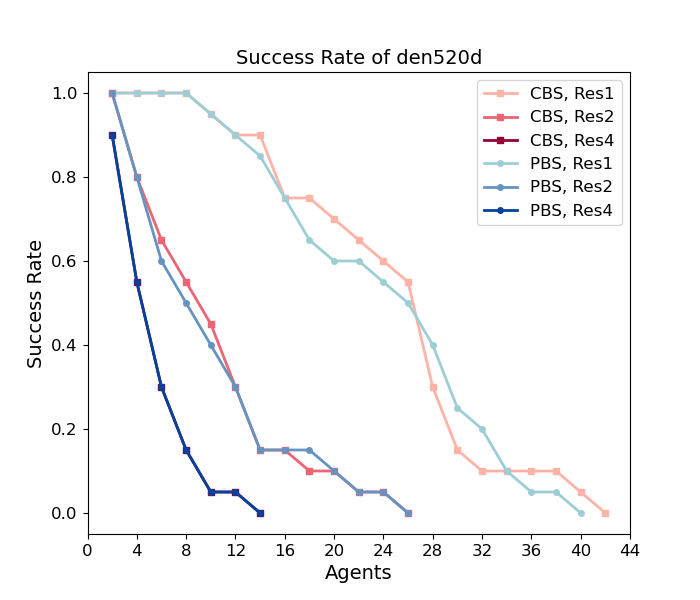 Success Rate of den520d
CBS, Res1
CBS, Res2
CBS, Res4
PBS, Res1
PBS, Res2
PBS, Res4
Success Rate
1.0
0.8
0.6
0.4
0.2
0.0
0 4 8 12 16 20 24 28 32 36 40 44
Agents